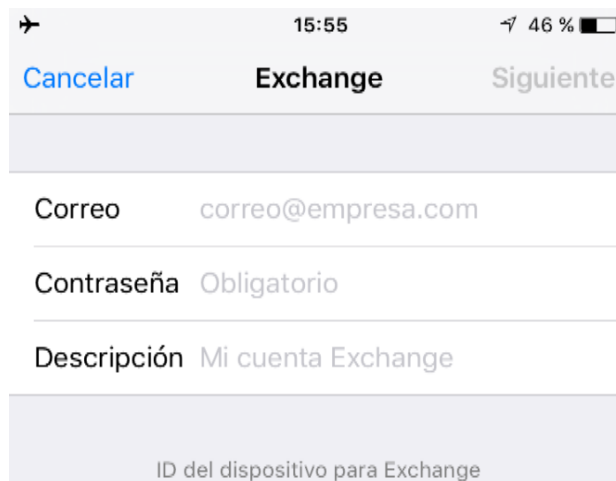 15:55 46 %
Cancelar Exchange Siguiente
Correo correo@empresa.com
Contraseña Obligatorio
Descripción Mi cuenta Exchange
ID del dispositivo para Exchange